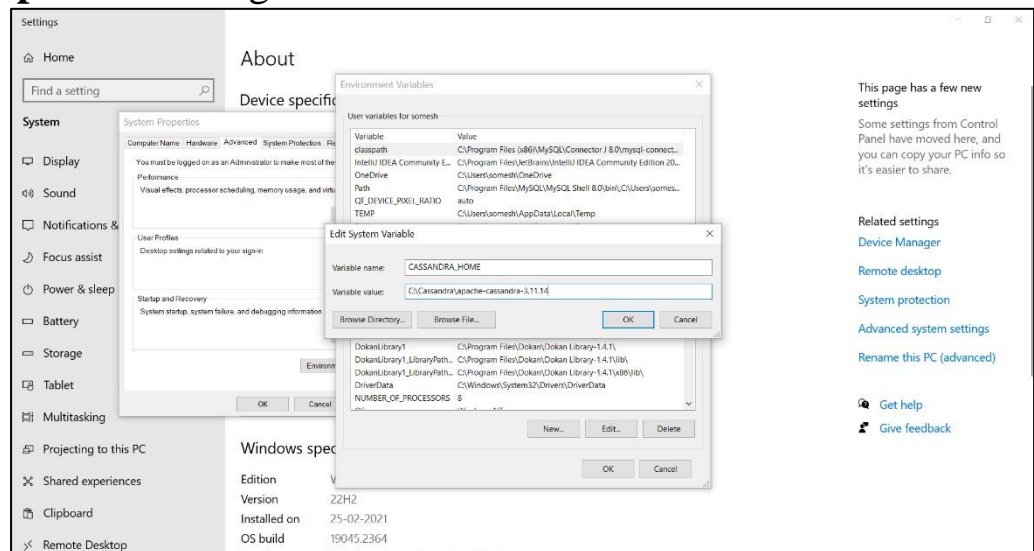 Settings
Home
Find a setting
System
Display
Sound
Notifications &
Focus assist
Power & sleep
Battery
Storage
Tablet
Multitasking
Projecting to this PC
Shared experiences
Clipboard
Remote Desktop
About
Device specific
System Properties
Computer Name Hardware Advanced System Protection Re
You must be logged on as an Administrator to make most of the
Performance
Visual effects, processor scheduling, memory usage, and virtu
User Profiles
Desktop settings related to your sign-in
Startup and Recovery
System startup, system failure, and debugging information
Environm
OK Cancel
Environment Variables
User variables for somesh
Variable Value
classpath C:\Program Files (x86)\MySQL\Connector J 8.0\mysql-connect...
IntelliJ IDEA Community E... C:\Program Files\JetBrains\IntelliJ IDEA Community Edition 20...
OneDrive C:\Users\somesh\OneDrive
Path C:\Program Files\MySQL\MySQL Shell 8.0\bin\;C:\Users\somes...
QT_DEVICE_PIXEL_RATIO auto
TEMP C:\Users\somesh\AppData\Local\Temp
Edit System Variable
Variable name: CASSANDRA_HOME
Variable value: C:\Cassandra\apache-cassandra-3.11.14
Browse Directory... Browse File... OK Cancel
DokanLibrary1 C:\Program Files\Dokan\Dokan Library-1.4.1\
DokanLibrary1_LibraryPath... C:\Program Files\Dokan\Dokan Library-1.4.1\lib\
DokanLibrary1_LibraryPath... C:\Program Files\Dokan\Dokan Library-1.4.1\x86\lib\
DriverData C:\Windows\System32\Drivers\DriverData
NUMBER_OF_PROCESSORS 8
New... Edit... Delete
OK Cancel
Windows spec
Edition
Version 22H2
Installed on 25-02-2021
OS build 19045.2364
This page has a few new
settings
Some settings from Control
Panel have moved here, and
you can copy your PC info so
it's easier to share.
Related settings
Device Manager
Remote desktop
System protection
Advanced system settings
Rename this PC (advanced)
Get help
Give feedback